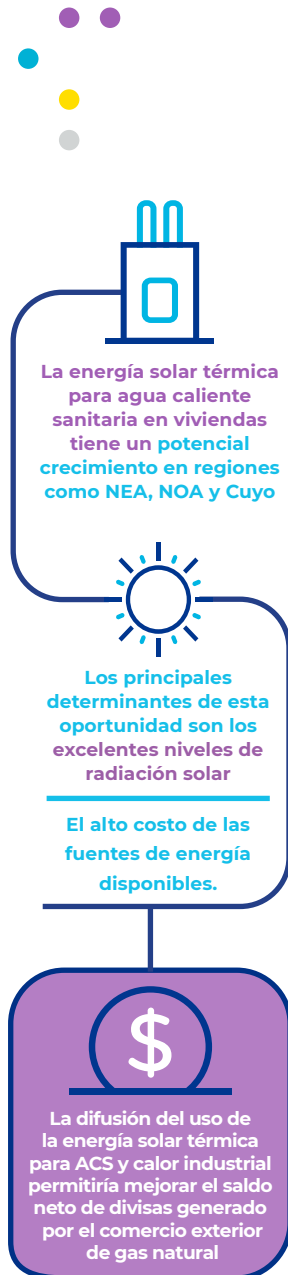 La energía solar térmica
para agua caliente
sanitaria en viviendas
tiene un potencial
crecimiento en regiones
como NEA, NOA y Cuyo
Los principales
determinantes de esta
oportunidad son los
excelentes niveles de
radiación solar
El alto costo de las
fuentes de energía
disponibles.
$
La difusión del uso de
la energía solar térmica
para ACS y calor industrial
permitiría mejorar el saldo
neto de divisas generado
por el comercio exterior
de gas natural